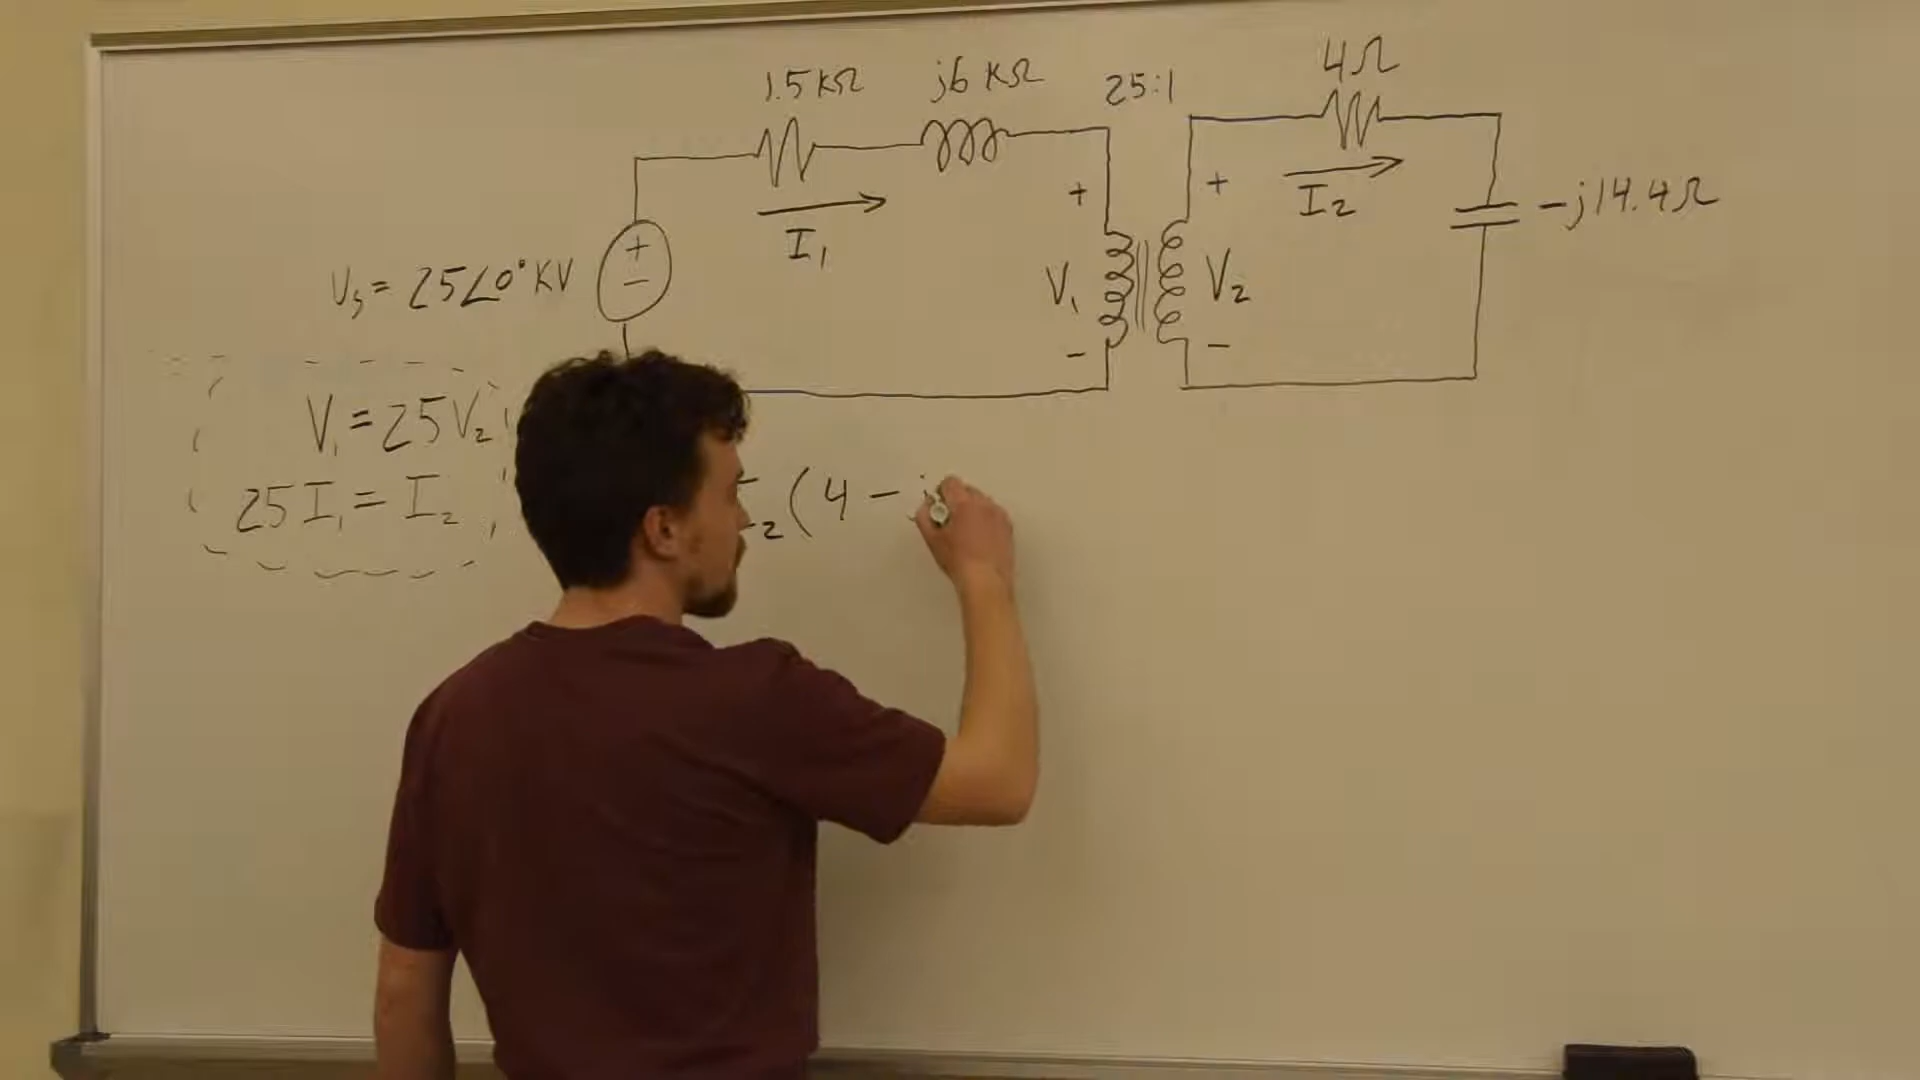 1.5 kΩ
j6 kΩ
25:1
4Ω
I₁
+
+
I₂
-j14.4Ω
Vₛ = 25∠0° kV
+
−
V₁
V₂
−
−
V₁ = 25V₂
25I₁ = I₂
₂(4 −